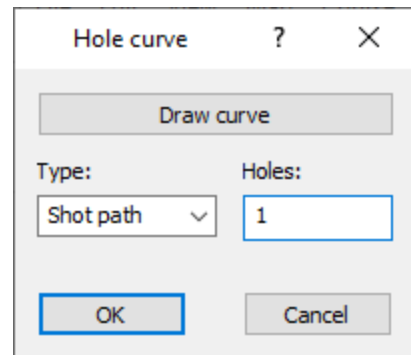 Hole curve ?
Draw curve
Type: Holes:
Shot path 1
OK Cancel